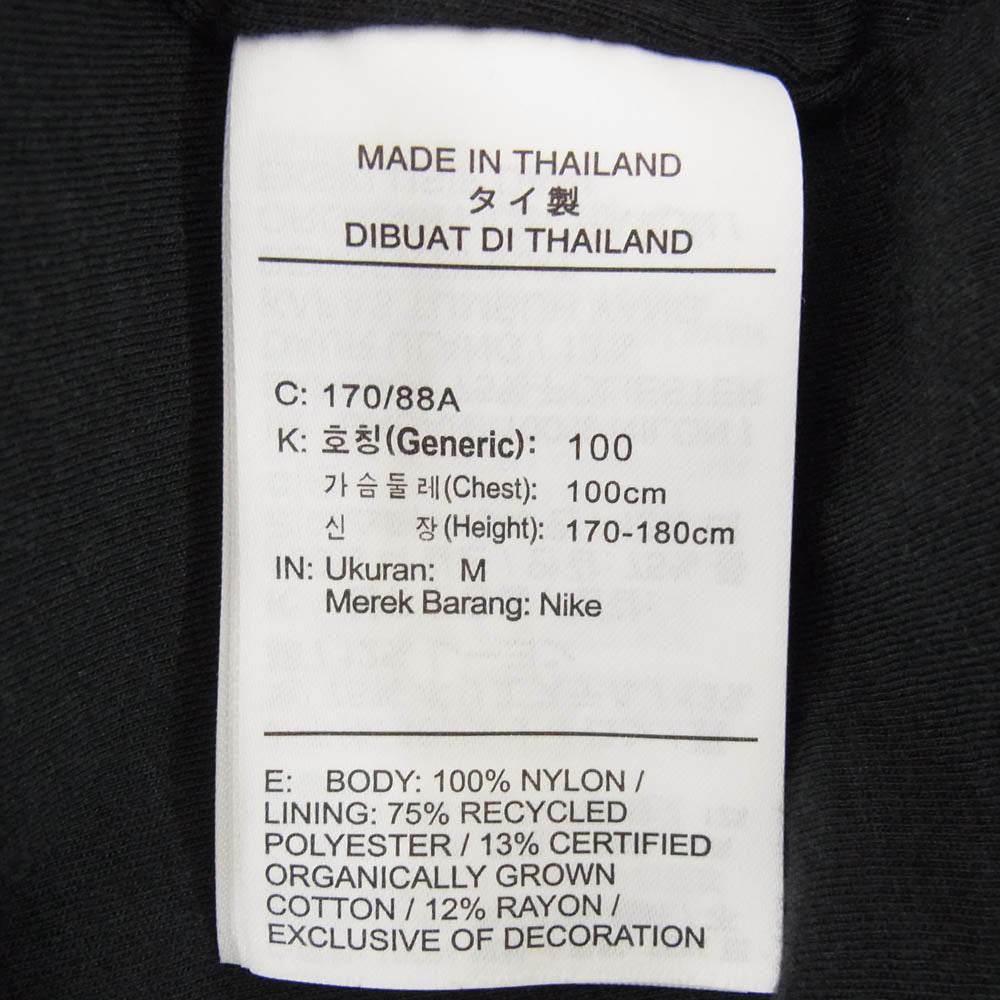 MADE IN THAILAND
タイ製
DIBUAT DI THAILAND
C: 170/88A
K: 호칭(Generic): 100
가슴둘레(Chest): 100cm
신 장(Height): 170-180cm
IN: Ukuran: M
Merek Barang: Nike
E: BODY: 100% NYLON /
LINING: 75% RECYCLED
POLYESTER / 13% CERTIFIED
ORGANICALLY GROWN
COTTON / 12% RAYON /
EXCLUSIVE OF DECORATION